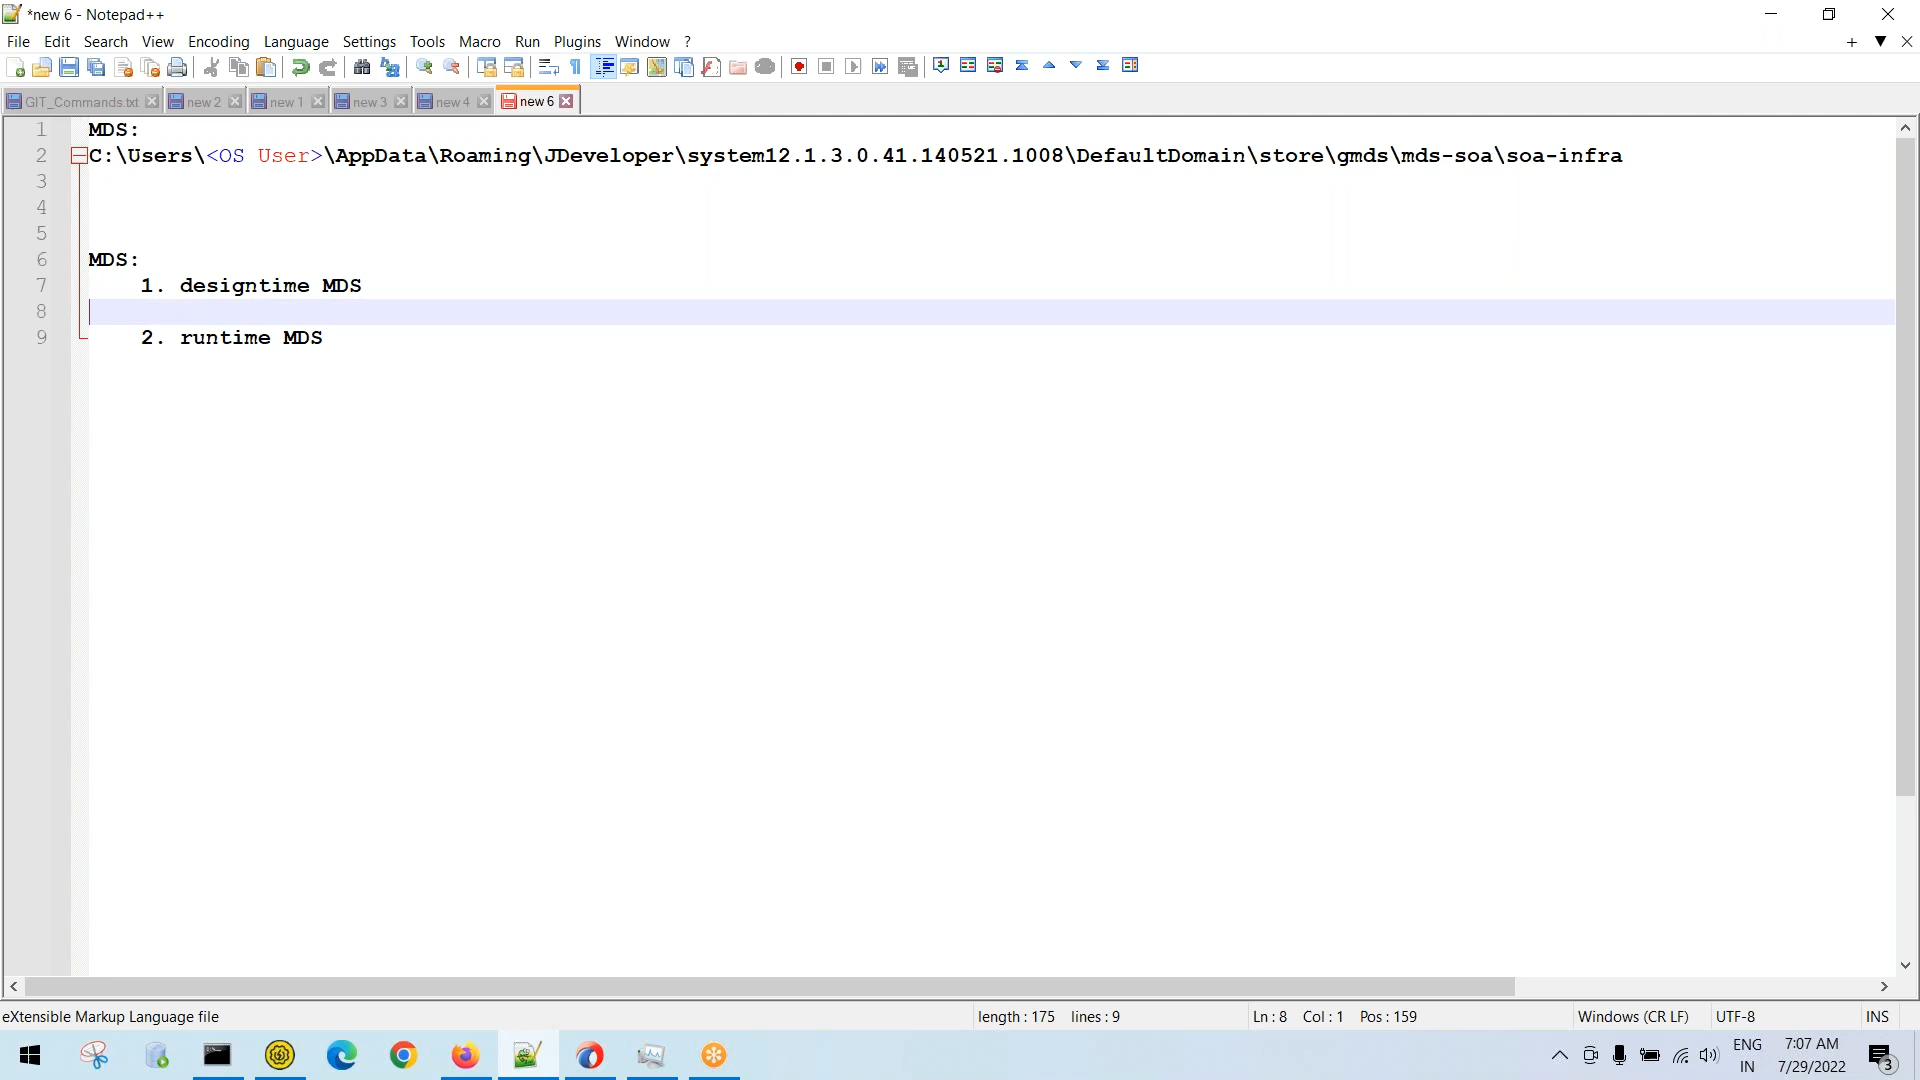 *new 6 - Notepad++
File Edit Search View Encoding Language Settings Tools Macro Run Plugins Window ?
GIT_Commands.txt new 2 new 1 new 3 new 4 new 6
1 MDS:
2 C:\Users\<OS User>\AppData\Roaming\JDeveloper\system12.1.3.0.41.140521.1008\DefaultDomain\store\gmds\mds-soa\soa-infra
3
4
5
6 MDS:
7 1. designtime MDS
8
9 2. runtime MDS
eXtensible Markup Language file length : 175 lines : 9 Ln : 8 Col : 1 Pos : 159 Windows (CR LF) UTF-8 INS
ENG 7:07 AM
IN 7/29/2022 3